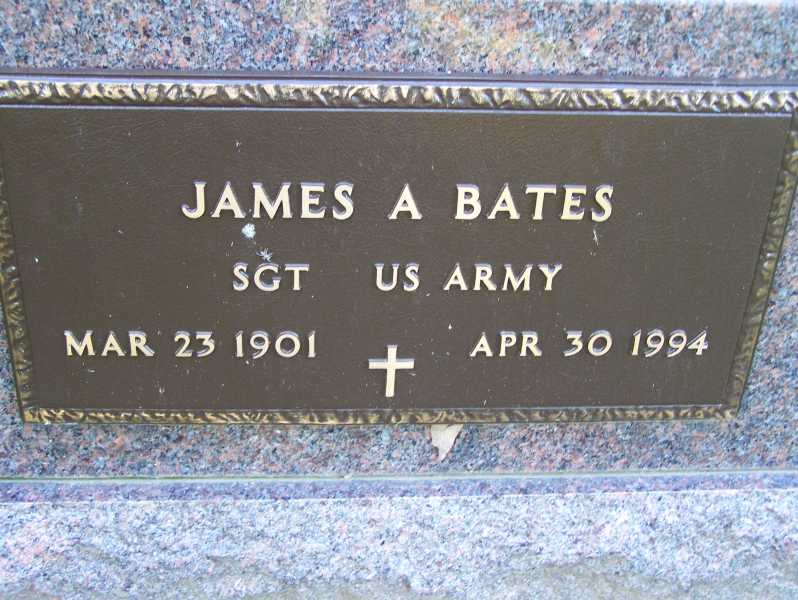 JAMES A BATES
SGT US ARMY
MAR 23 1901 APR 30 1994